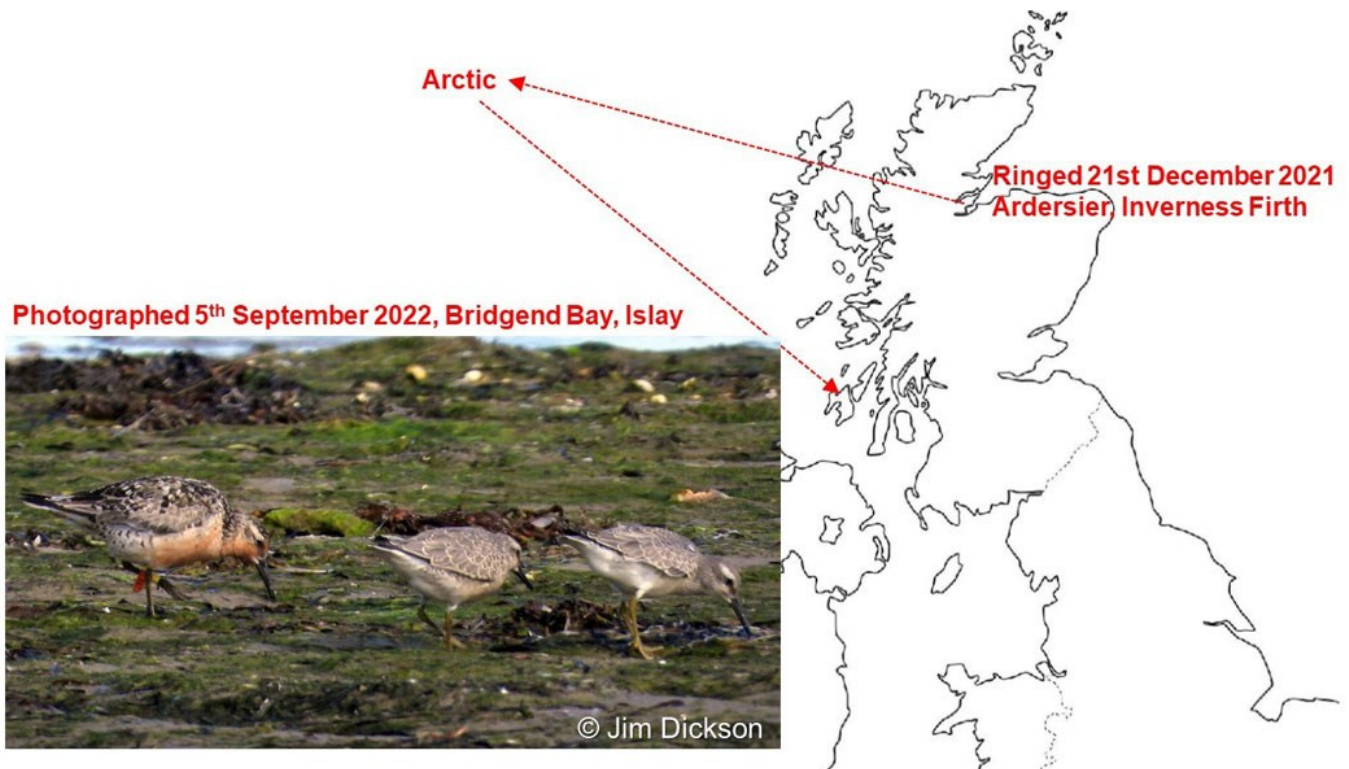 Arctic
Ringed 21st December 2021
Ardersier, Inverness Firth
Photographed 5th September 2022, Bridgend Bay, Islay
© Jim Dickson